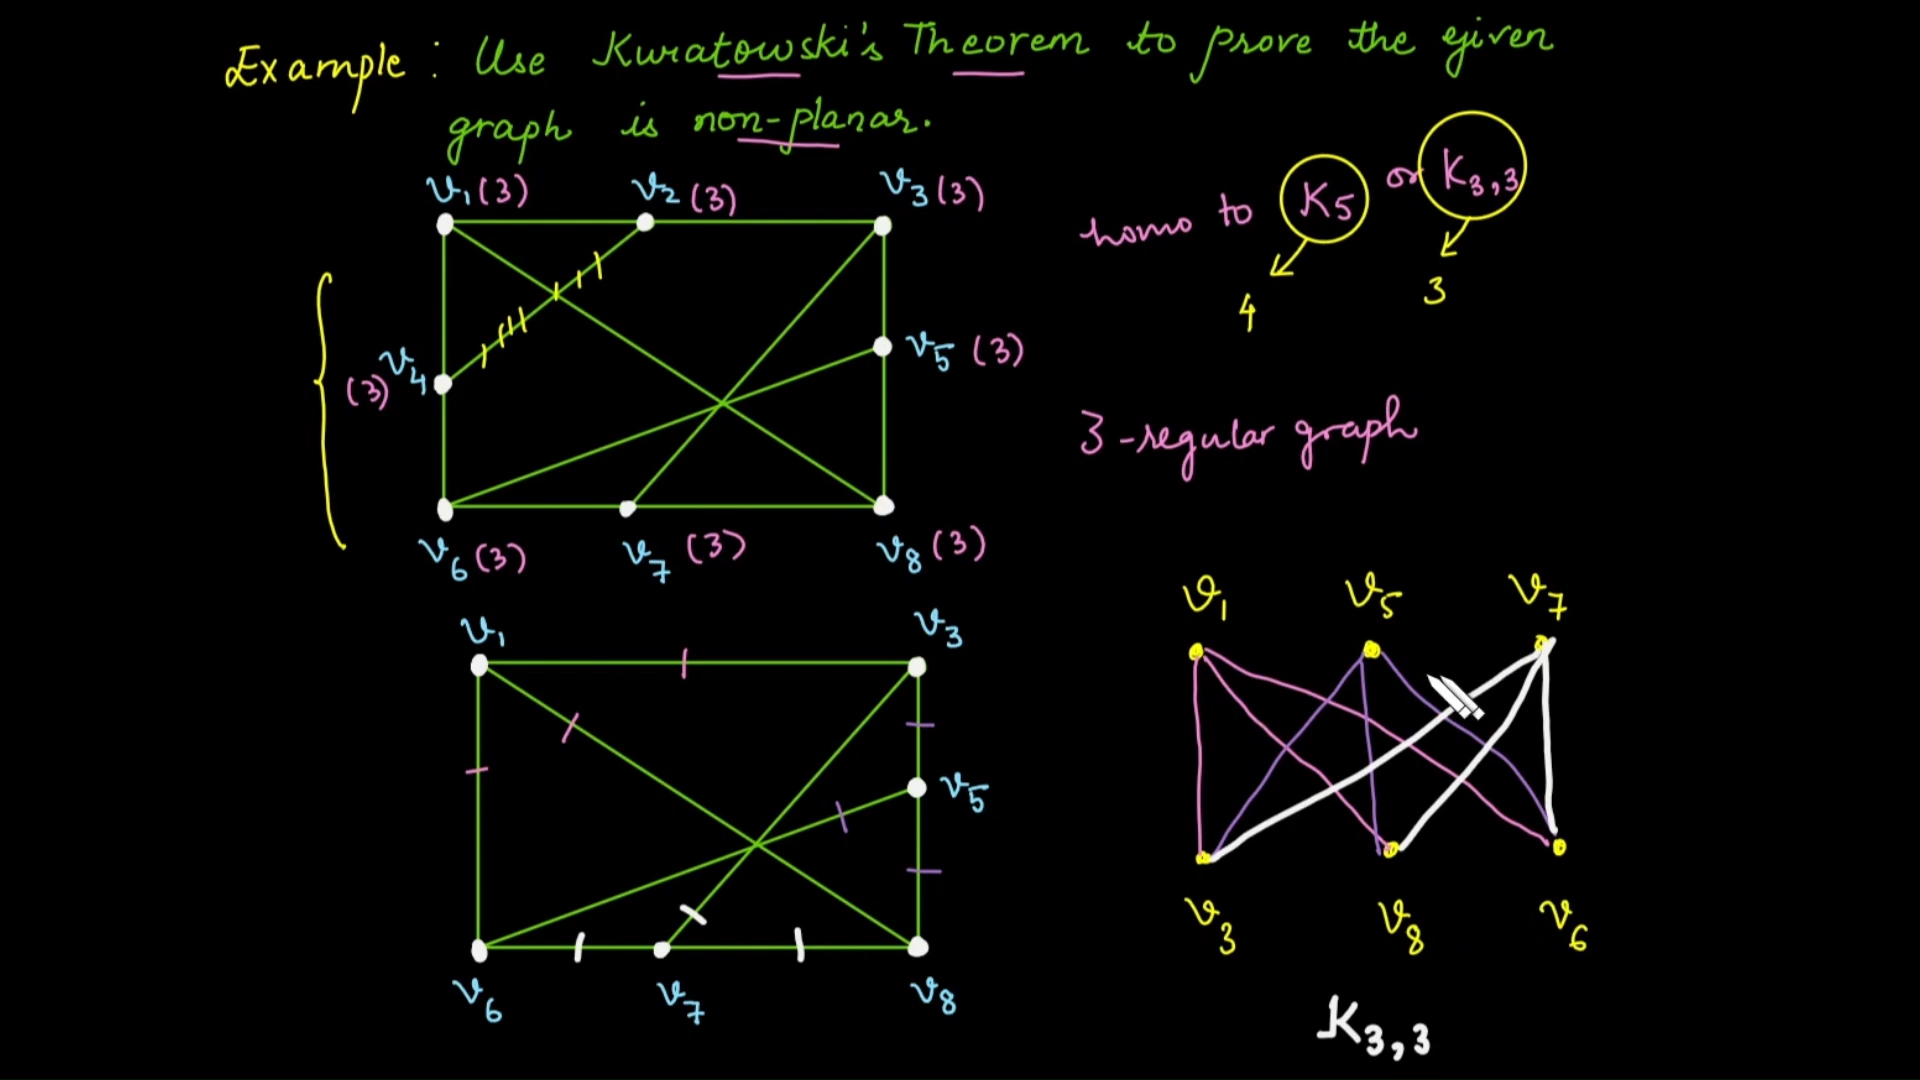 Example : Use Kuratowski's Theorem to prove the given
graph is non-planar.
v1(3) v2(3) v3(3)
homo to K5 or K3,3
4 3
(3) v4 v5 (3)
3-regular graph
v6(3) v7(3) v8(3)
v1 v3
v5
v6 v7 v8
v1 v5 v7
v3 v8 v6
K3,3